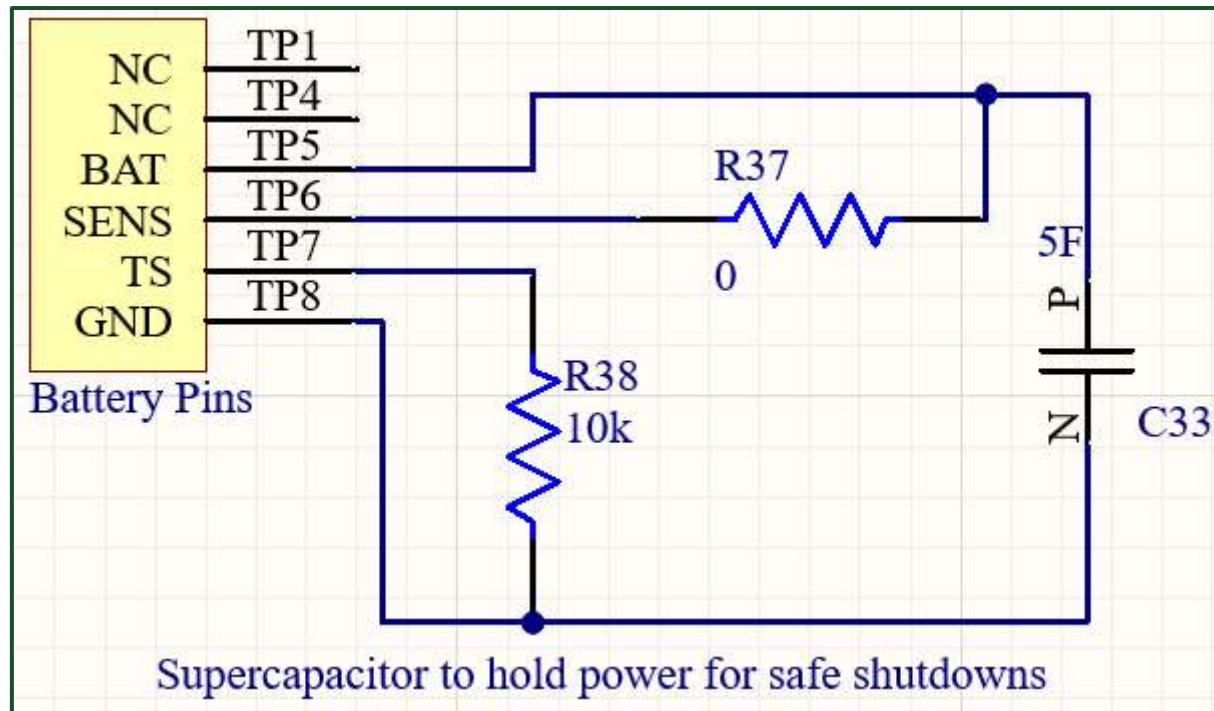 NC TP1
NC TP4
BAT TP5
SENS TP6
TS TP7
GND TP8
Battery Pins
R37
0
5F
P
N
C33
R38
10k
Supercapacitor to hold power for safe shutdowns